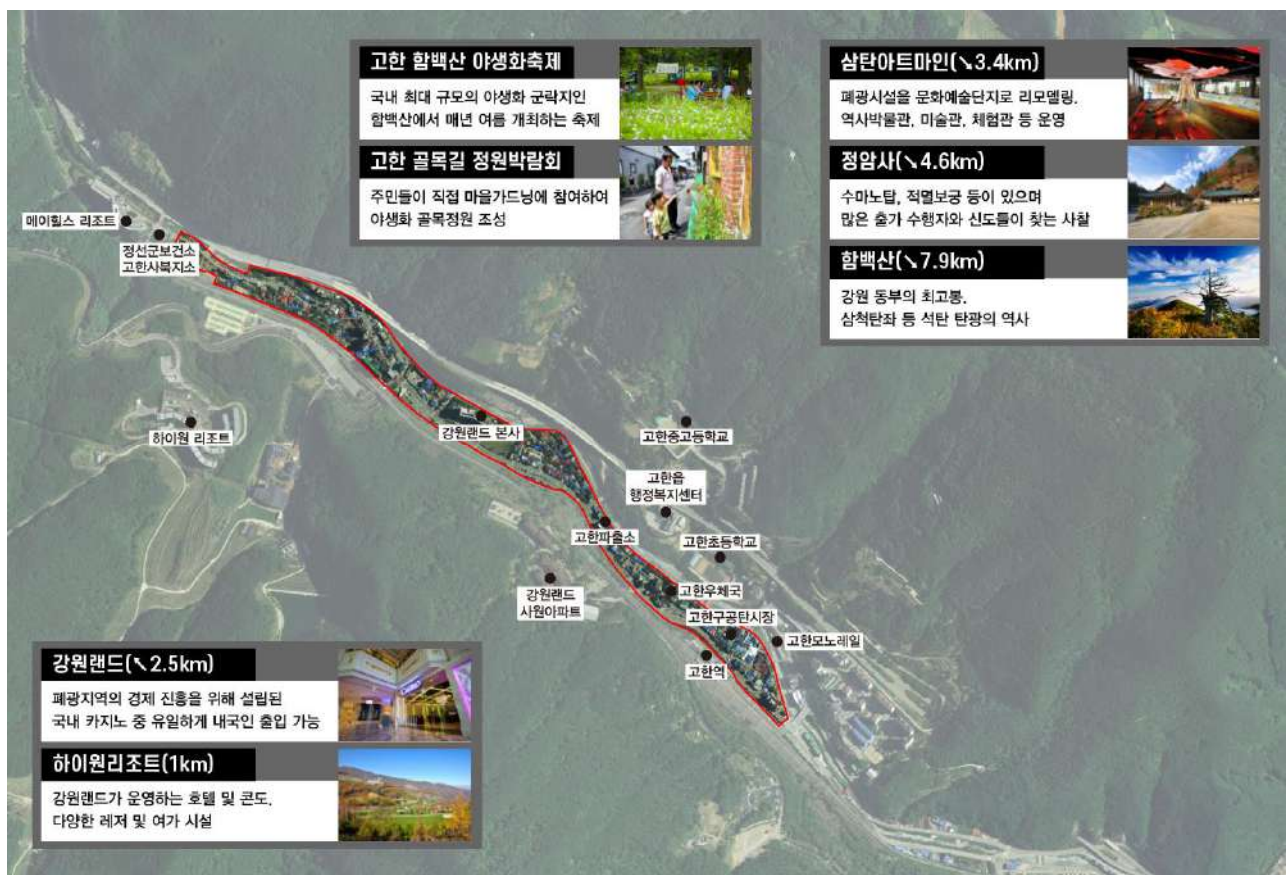 고한 함백산 야생화축제
국내 최대 규모의 야생화 군락지인
함백산에서 매년 여름 개최하는 축제
고한 골목길 정원박람회
주민들이 직접 마을가드닝에 참여하여
야생화 골목정원 조성
삼탄아트마인(↘3.4km)
폐광시설을 문화예술단지로 리모델링,
역사박물관, 미술관, 체험관 등 운영
정암사(↘4.6km)
수마노탑, 적멸보궁 등이 있으며
많은 출가 수행자와 신도들이 찾는 사찰
함백산(↘7.9km)
강원 동부의 최고봉,
삼척탄좌 등 석탄 탄광의 역사
메이힐스 리조트
정선군보건소
고한사복지소
하이원 리조트
강원랜드 본사
고한중고등학교
고한읍
행정복지센터
고한파출소
고한초등학교
강원랜드
사원아파트
고한우체국
고한구공탄시장
고한모노레일
고한역
강원랜드(↖2.5km)
폐광지역의 경제 진흥을 위해 설립된
국내 카지노 중 유일하게 내국인 출입 가능
하이원리조트(1km)
강원랜드가 운영하는 호텔 및 콘도,
다양한 레저 및 여가 시설